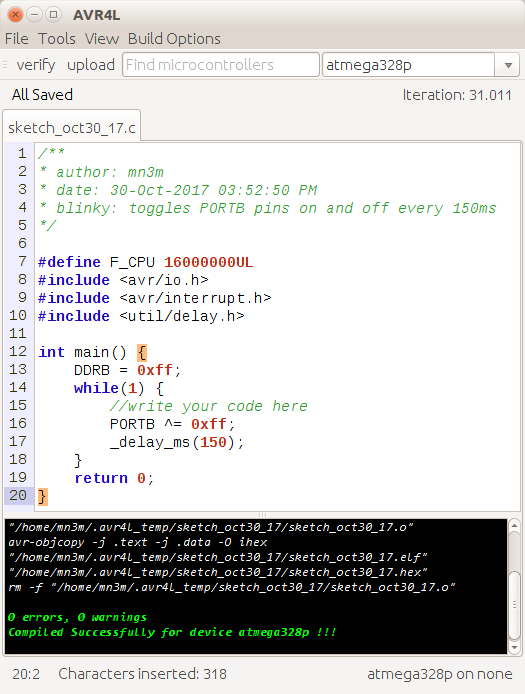 AVR4L
File Tools View Build Options
verify upload Find microcontrollers atmega328p
All Saved Iteration: 31.011
sketch_oct30_17.c
1 /**
2 * author: mn3m
3 * date: 30-Oct-2017 03:52:50 PM
4 * blinky: toggles PORTB pins on and off every 150ms
5 */
6
7 #define F_CPU 16000000UL
8 #include <avr/io.h>
9 #include <avr/interrupt.h>
10 #include <util/delay.h>
11
12 int main() {
13 DDRB = 0xff;
14 while(1) {
15 //write your code here
16 PORTB ^= 0xff;
17 _delay_ms(150);
18 }
19 return 0;
20 }
"/home/mn3m/.avr4l_temp/sketch_oct30_17/sketch_oct30_17.o"
avr-objcopy -j .text -j .data -O ihex
"/home/mn3m/.avr4l_temp/sketch_oct30_17/sketch_oct30_17.elf"
"/home/mn3m/.avr4l_temp/sketch_oct30_17/sketch_oct30_17.hex"
rm -f "/home/mn3m/.avr4l_temp/sketch_oct30_17/sketch_oct30_17.o"
0 errors, 0 warnings
Compiled Successfully for device atmega328p !!!
20:2 Characters inserted: 318 atmega328p on none